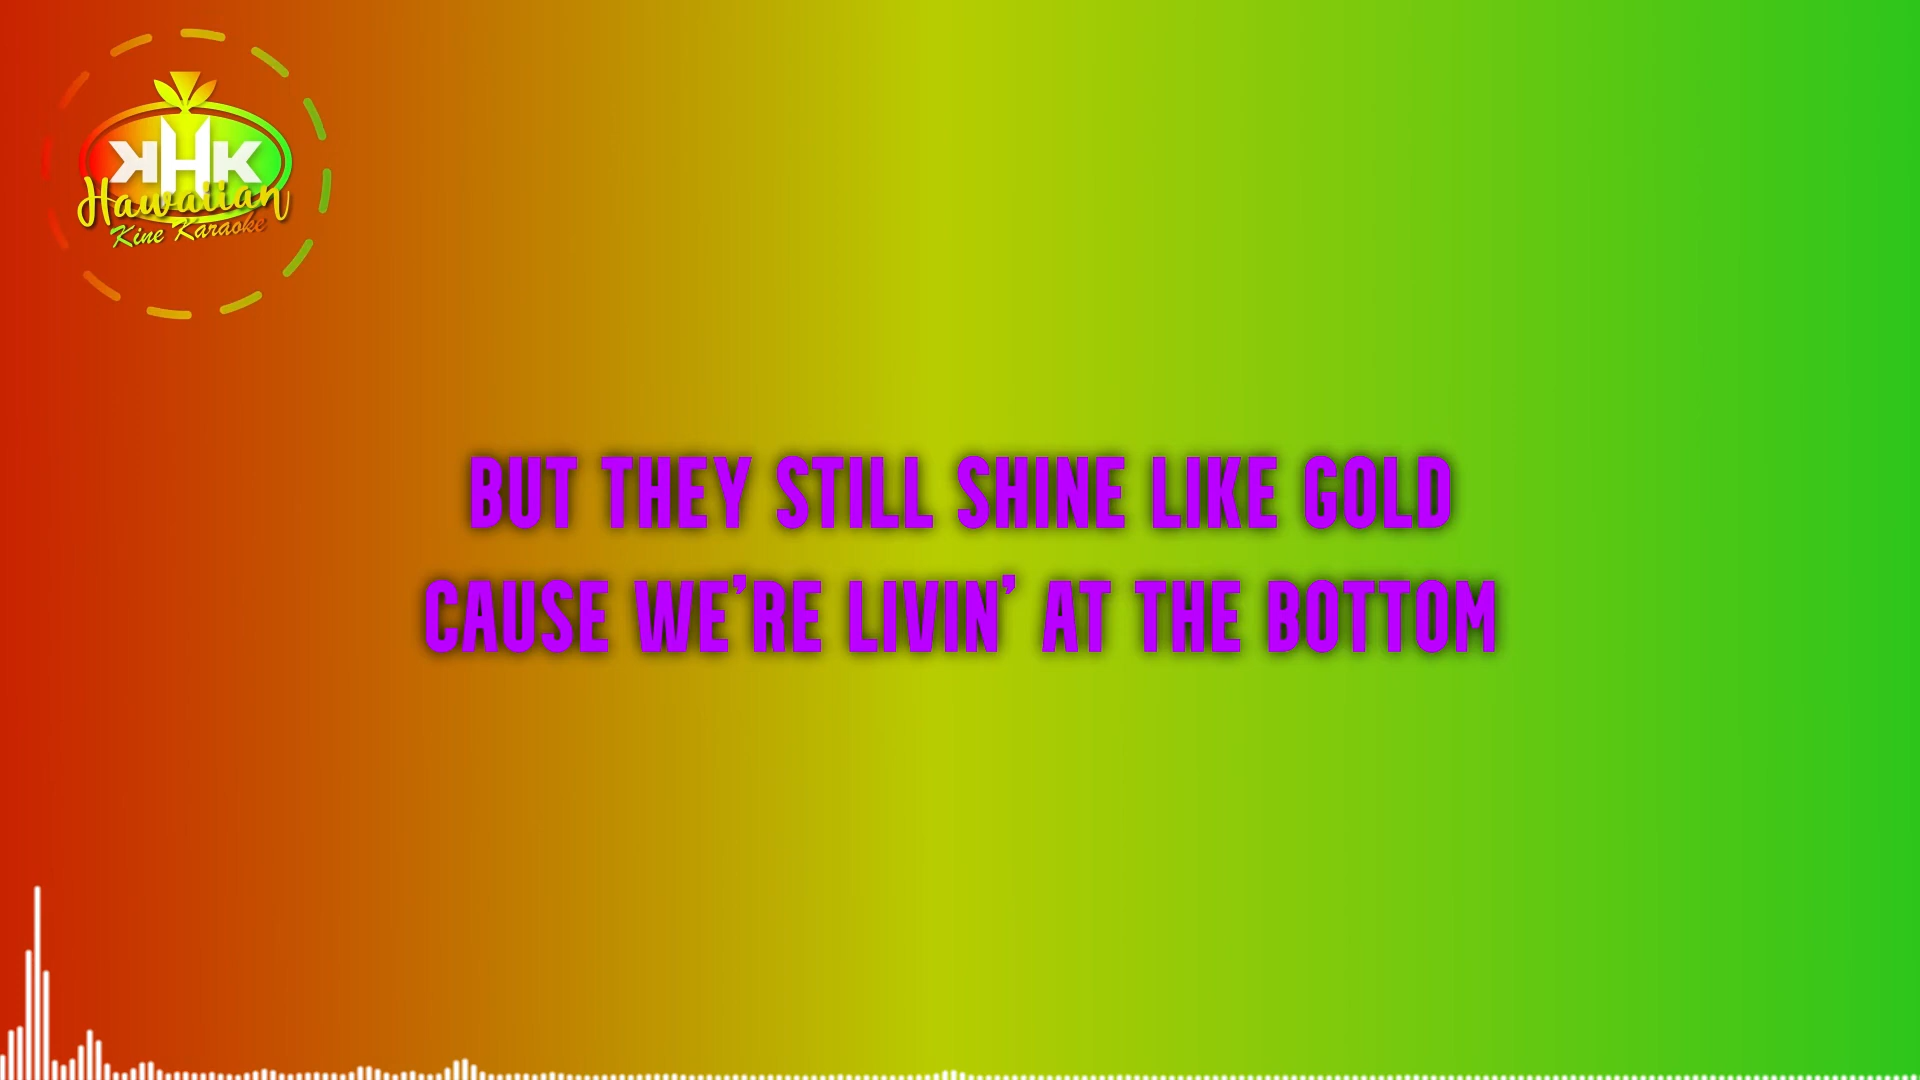 KHK
Hawaiian
Kine Karaoke
BUT THEY STILL SHINE LIKE GOLD
CAUSE WE'RE LIVIN' AT THE BOTTOM